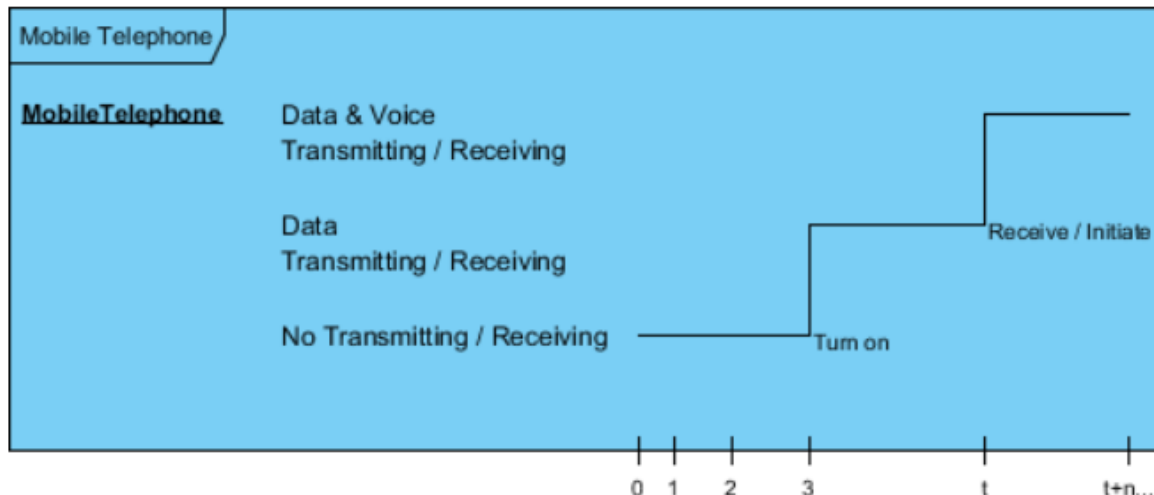 Mobile Telephone
MobileTelephone
Data & Voice
Transmitting / Receiving
Data
Transmitting / Receiving
Receive / Initiate
No Transmitting / Receiving
Turn on
0 1 2 3 t t+n...